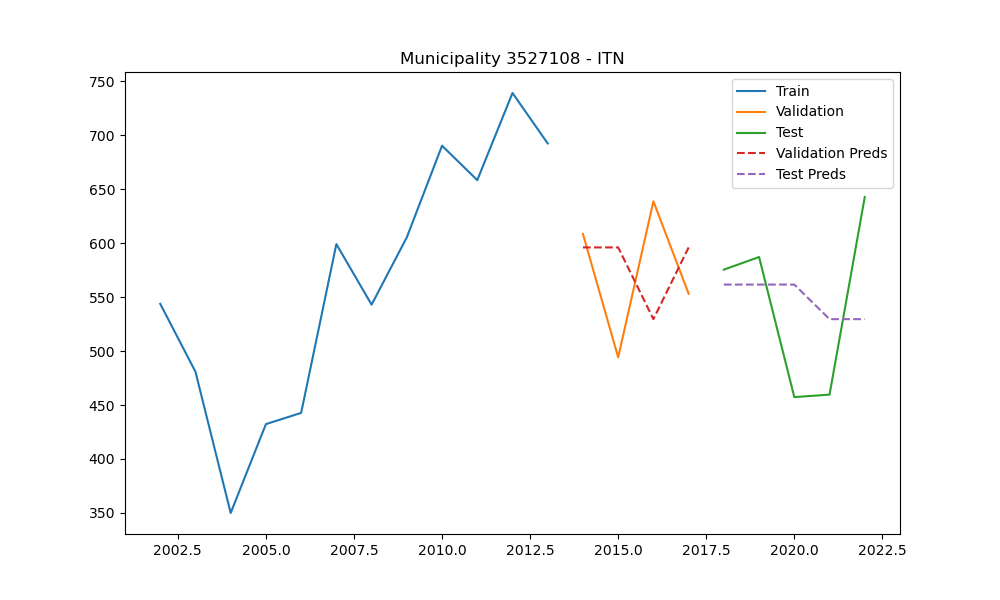 Municipality 3527108 - ITN
750
700
650
600
550
500
450
400
350
Train
Validation
Test
Validation Preds
Test Preds
2002.5 2005.0 2007.5 2010.0 2012.5 2015.0 2017.5 2020.0 2022.5